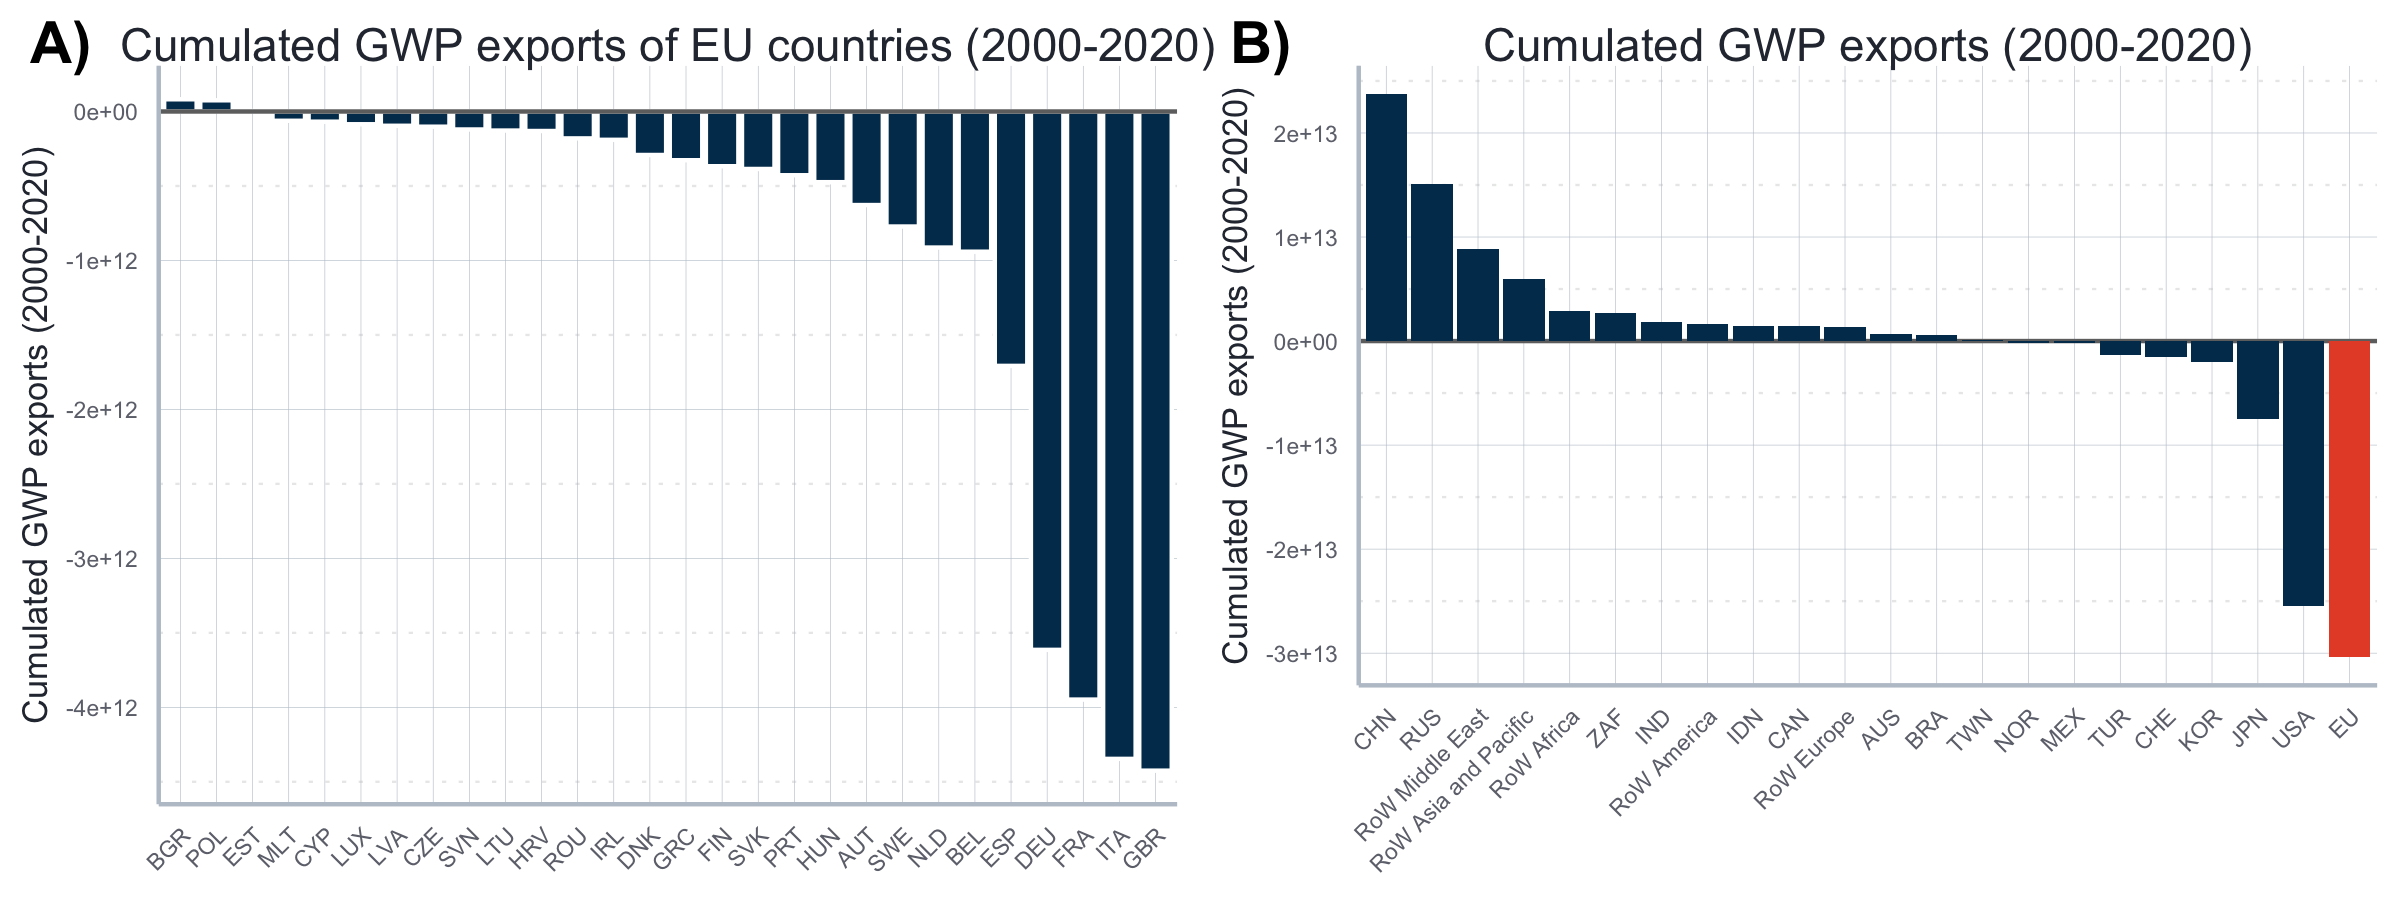 A) Cumulated GWP exports of EU countries (2000-2020)
Cumulated GWP exports (2000-2020)
0e+00
-1e+12
-2e+12
-3e+12
-4e+12
BGR
POL
EST
MLT
CYP
LUX
LVA
CZE
SVN
LTU
HRV
ROU
IRL
DNK
GRC
FIN
SVK
PRT
HUN
AUT
SWE
NLD
BEL
ESP
DEU
FRA
ITA
GBR
B) Cumulated GWP exports (2000-2020)
Cumulated GWP exports (2000-2020)
2e+13
1e+13
0e+00
-1e+13
-2e+13
-3e+13
CHN
RUS
RoW Middle East
RoW Asia and Pacific
RoW Africa
ZAF
IND
RoW America
IDN
CAN
RoW Europe
AUS
BRA
TWN
NOR
MEX
TUR
CHE
KOR
JPN
USA
EU